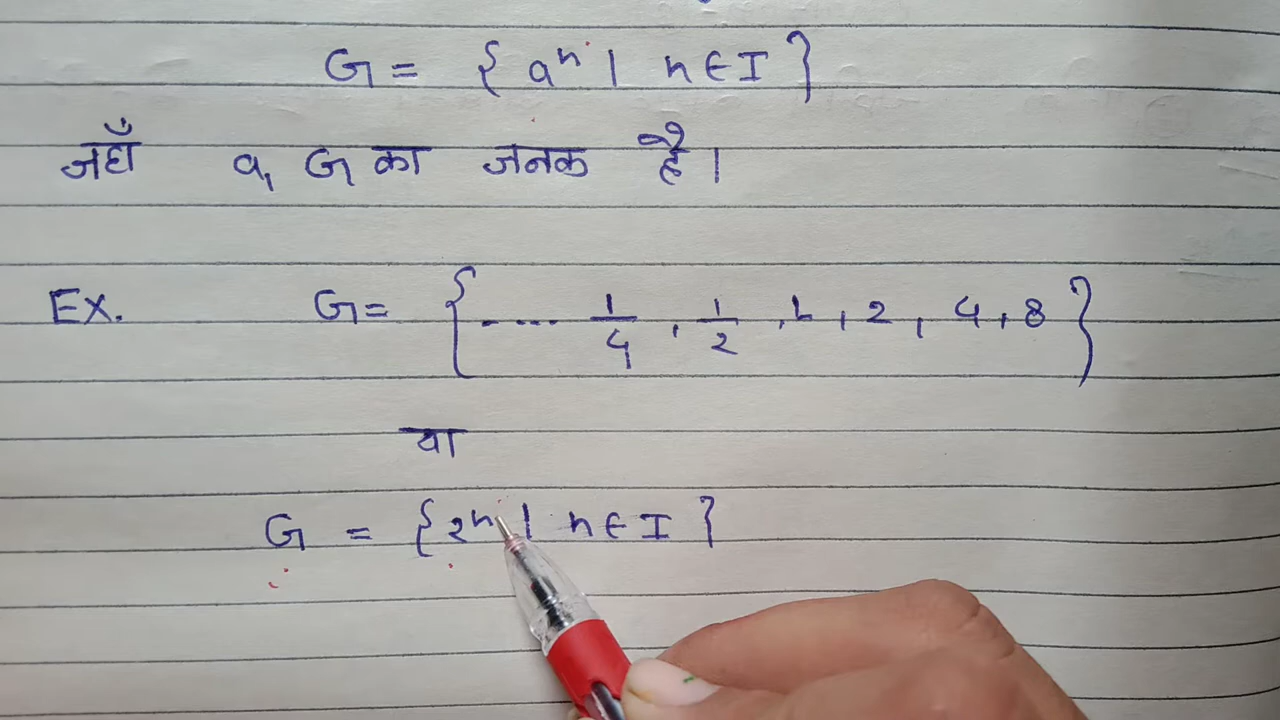 G = { aⁿ | n ∈ I }
जहाँ a, G का जनक है।
Ex. G = { ..... 1/4, 1/2, 1, 2, 4, 8 }
या
G = { 2ⁿ | n ∈ I }